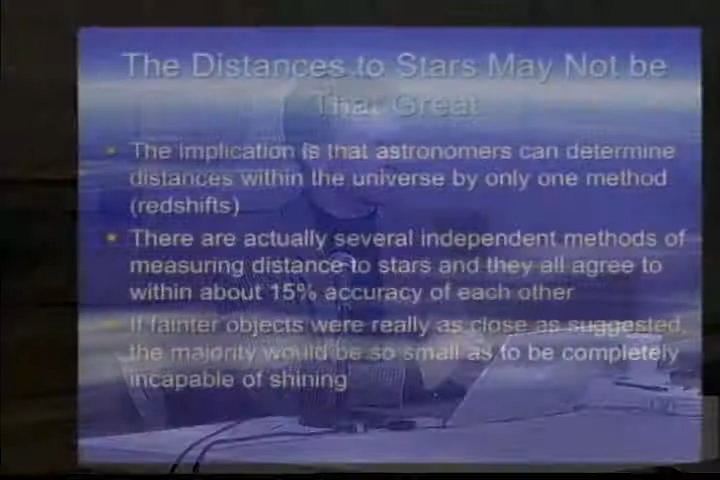 The Distances to Stars May Not be
That Great
The implication is that astronomers can determine
distances within the universe by only one method
(redshifts)
There are actually several independent methods of
measuring distance to stars and they all agree to
within about 15% accuracy of each other
If fainter objects were really as close as suggested,
the majority would be so small as to be completely
incapable of shining